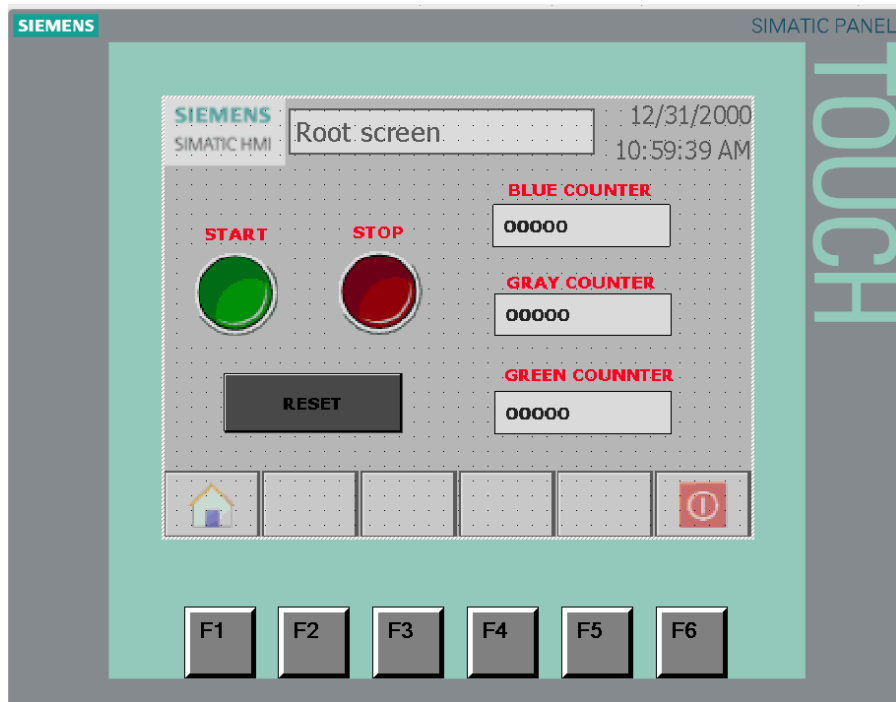 SIEMENS
SIMATIC PANEL
TOUCH
SIEMENS
SIMATIC HMI
Root screen
12/31/2000
10:59:39 AM
BLUE COUNTER
00000
START
STOP
GRAY COUNTER
00000
GREEN COUNNTER
RESET
00000
F1
F2
F3
F4
F5
F6